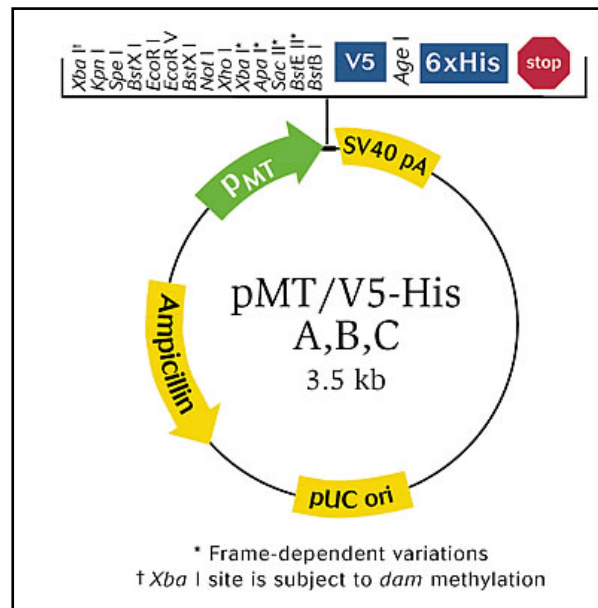 Xba I†
Kpn I
Spe I
BstX I
EcoR I
EcoR V
BstX I
Not I
Xho I
Xba I*
Apa I*
Sac II*
BstE II*
BstB I
V5
Age I
6xHis
stop
PMT
SV40 pA
Ampicillin
pMT/V5-His
A,B,C
3.5 kb
pUC ori
* Frame-dependent variations
† Xba I site is subject to dam methylation